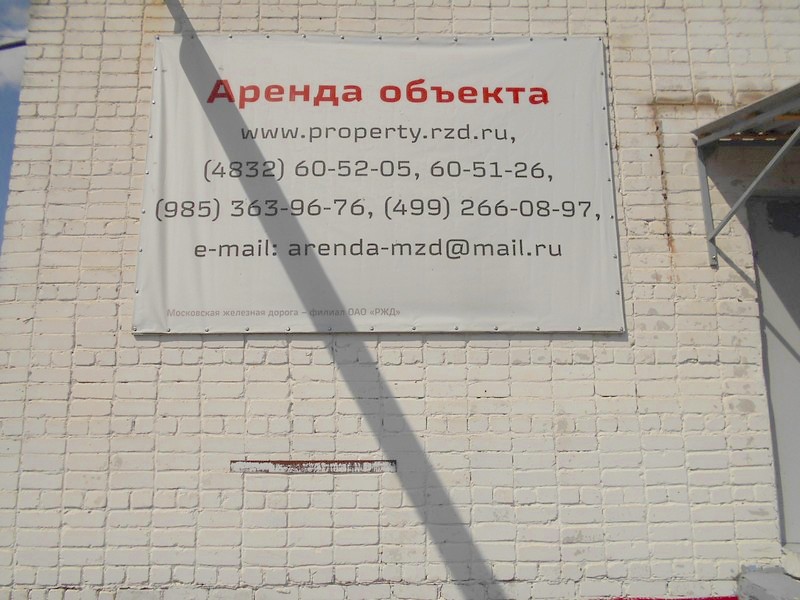 Аренда объекта
www.property.rzd.ru,
(4832) 60-52-05, 60-51-26,
(985) 363-96-76, (499) 266-08-97,
e-mail: arenda-mzd@mail.ru
Московская железная дорога – филиал ОАО «РЖД»